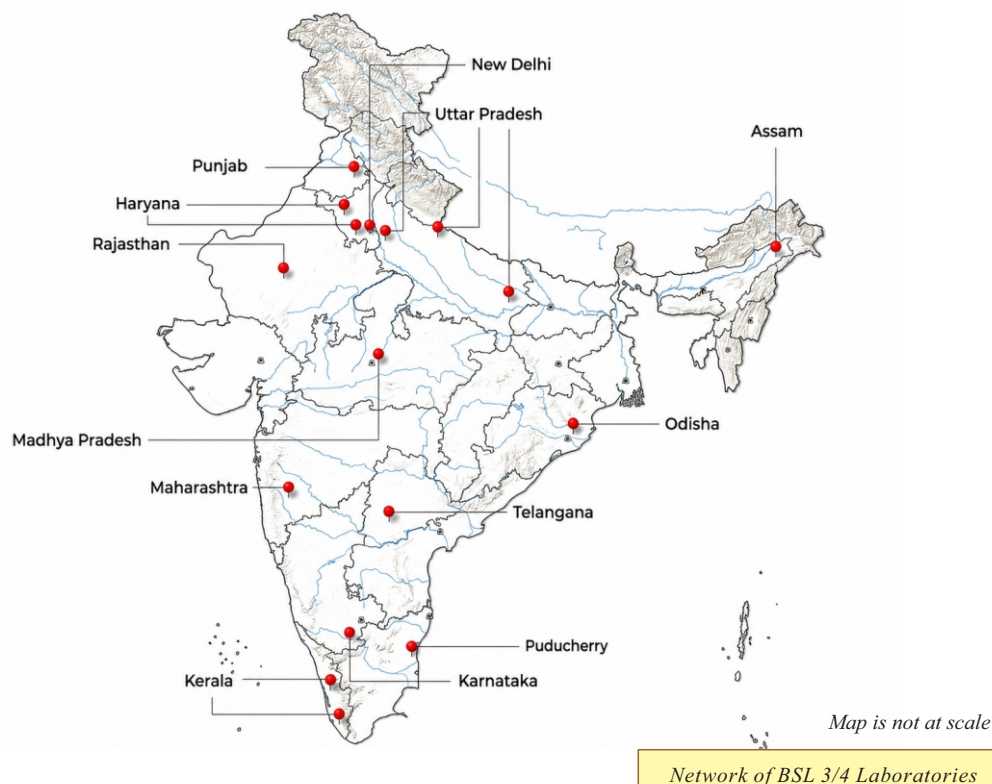 New Delhi
Uttar Pradesh
Assam
Punjab
Haryana
Rajasthan
Madhya Pradesh
Odisha
Maharashtra
Telangana
Puducherry
Kerala
Karnataka
Map is not at scale
Network of BSL 3/4 Laboratories